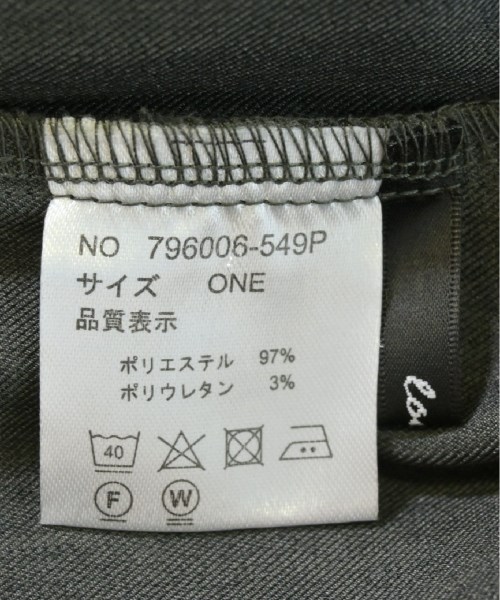 NO 796006-549P
サイズ ONE
品質表示
ポリエステル 97%
ポリウレタン 3%
40
F W